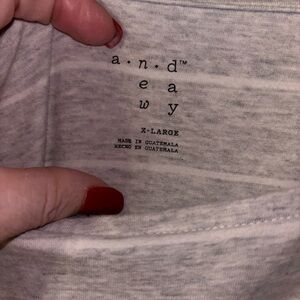 a · n · d™
e a
w y
X-LARGE
MADE IN GUATEMALA
HECHO EN GUATEMALA